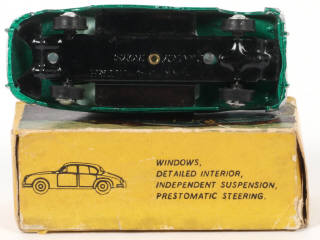 WINDOWS,
DETAILED INTERIOR,
INDEPENDENT SUSPENSION,
PRESTOMATIC STEERING.